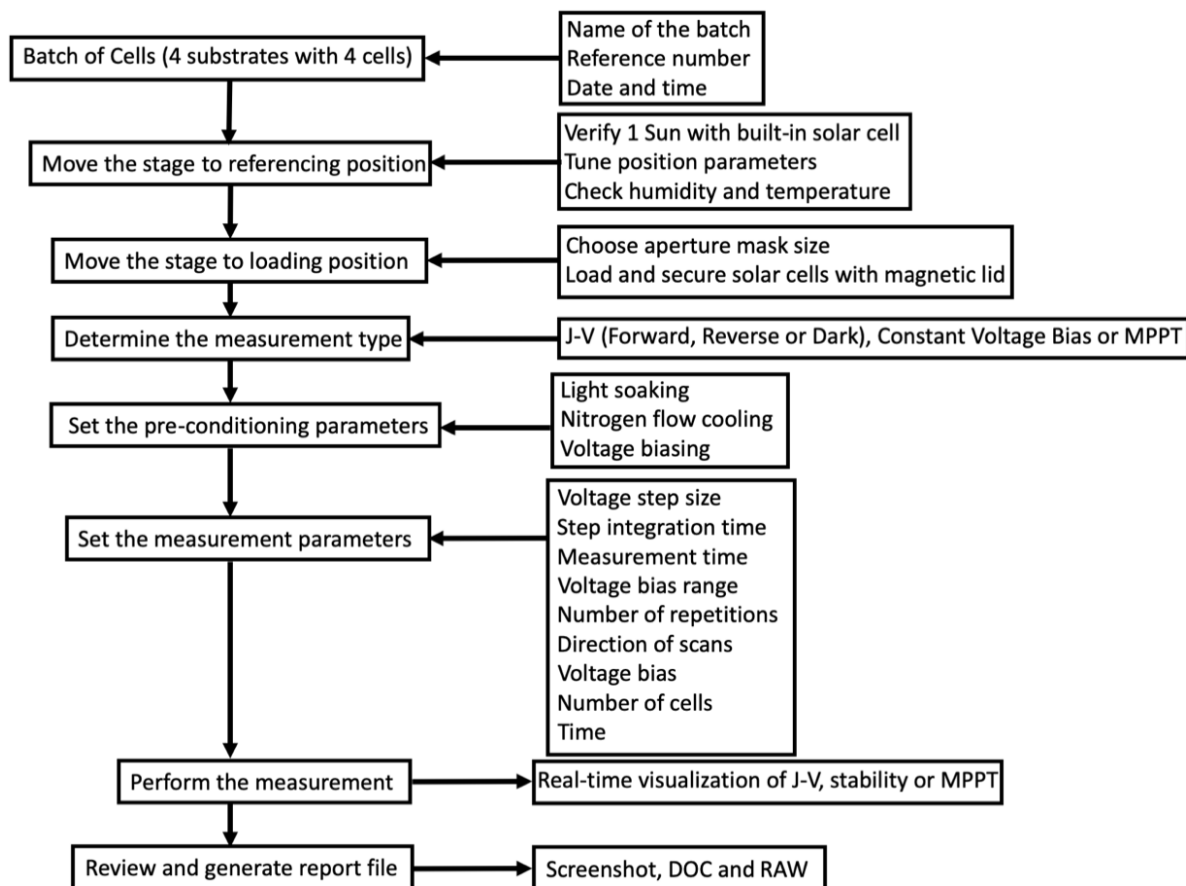 Batch of Cells (4 substrates with 4 cells)
Name of the batch
Reference number
Date and time
Move the stage to referencing position
Verify 1 Sun with built-in solar cell
Tune position parameters
Check humidity and temperature
Move the stage to loading position
Choose aperture mask size
Load and secure solar cells with magnetic lid
Determine the measurement type
J-V (Forward, Reverse or Dark), Constant Voltage Bias or MPPT
Set the pre-conditioning parameters
Light soaking
Nitrogen flow cooling
Voltage biasing
Set the measurement parameters
Voltage step size
Step integration time
Measurement time
Voltage bias range
Number of repetitions
Direction of scans
Voltage bias
Number of cells
Time
Perform the measurement
Real-time visualization of J-V, stability or MPPT
Review and generate report file
Screenshot, DOC and RAW